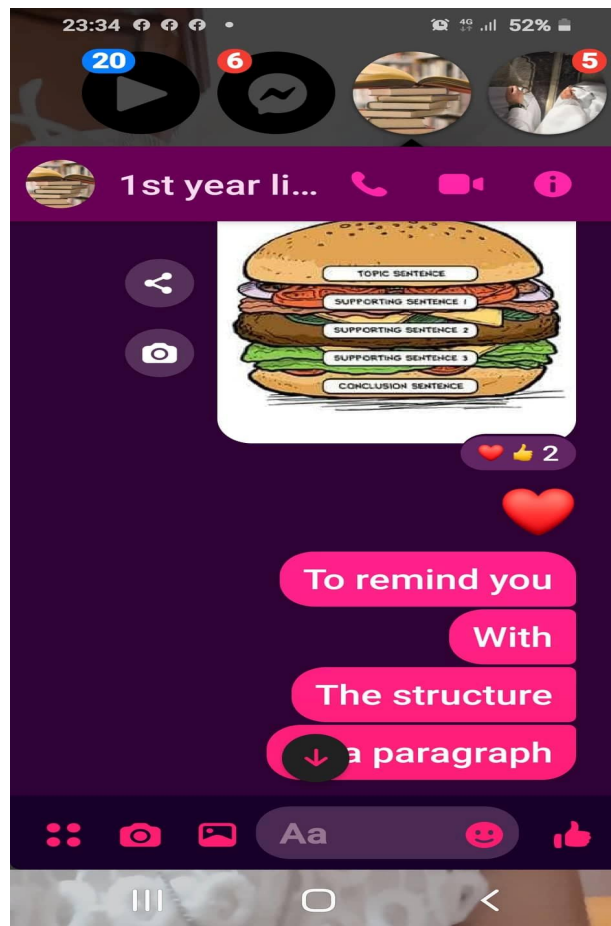 23:34 4G 52%
20 6 5
1st year li...
TOPIC SENTENCE
SUPPORTING SENTENCE 1
SUPPORTING SENTENCE 2
SUPPORTING SENTENCE 3
CONCLUSION SENTENCE
2
To remind you
With
The structure
a paragraph
Aa